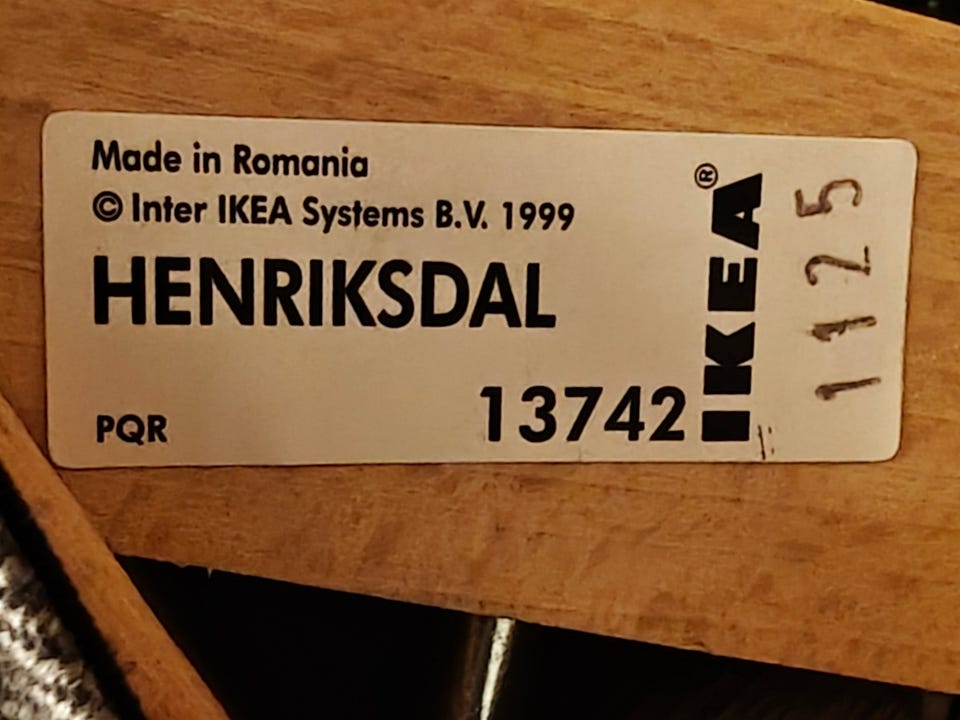 Made in Romania
© Inter IKEA Systems B.V. 1999
HENRIKSDAL
PQR
13742
IKEA®
1125